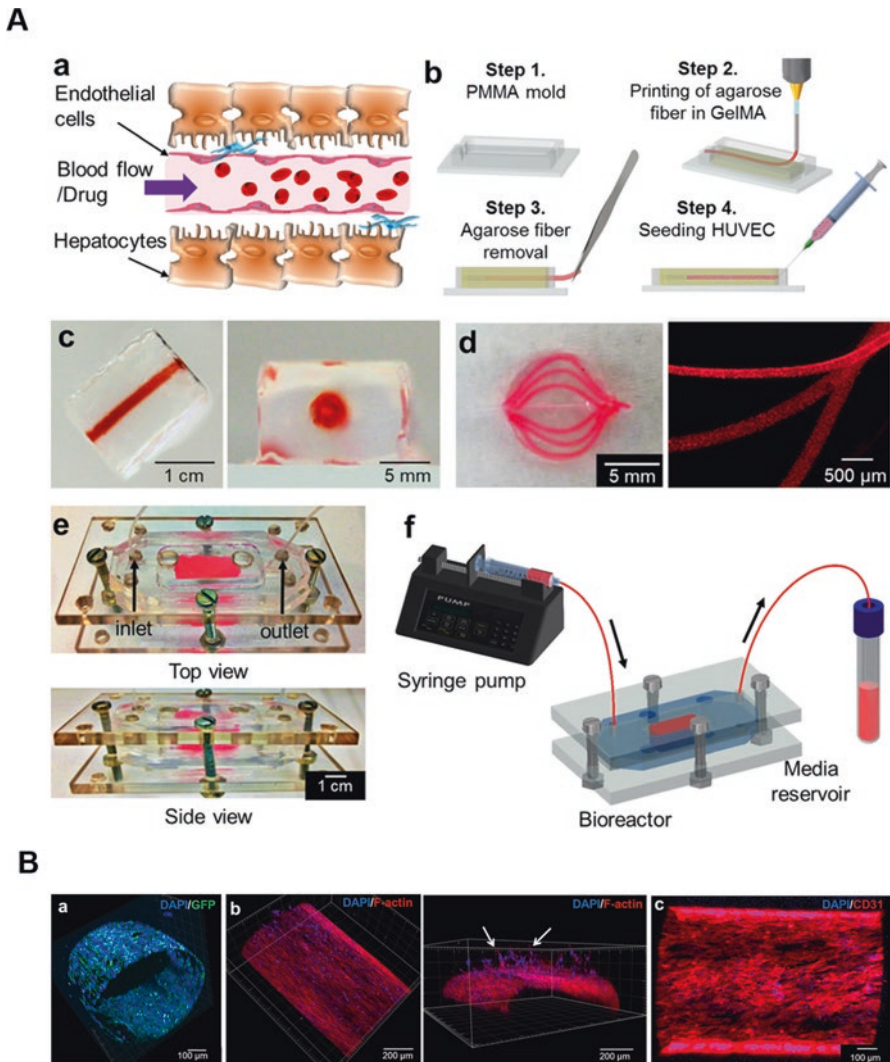 A
a
Endothelial
cells
Blood flow
/Drug
Hepatocytes
b
Step 1.
PMMA mold
Step 2.
Printing of agarose
fiber in GelMA
Step 3.
Agarose fiber
removal
Step 4.
Seeding HUVEC
c
1 cm
5 mm
d
5 mm
500 µm
e
inlet
outlet
Top view
1 cm
Side view
f
PUMP
Syringe pump
Bioreactor
Media
reservoir
B
a
DAPI/GFP
100 µm
b
DAPI/F-actin
200 µm
DAPI/F-actin
200 µm
c
DAPI/CD31
100 µm